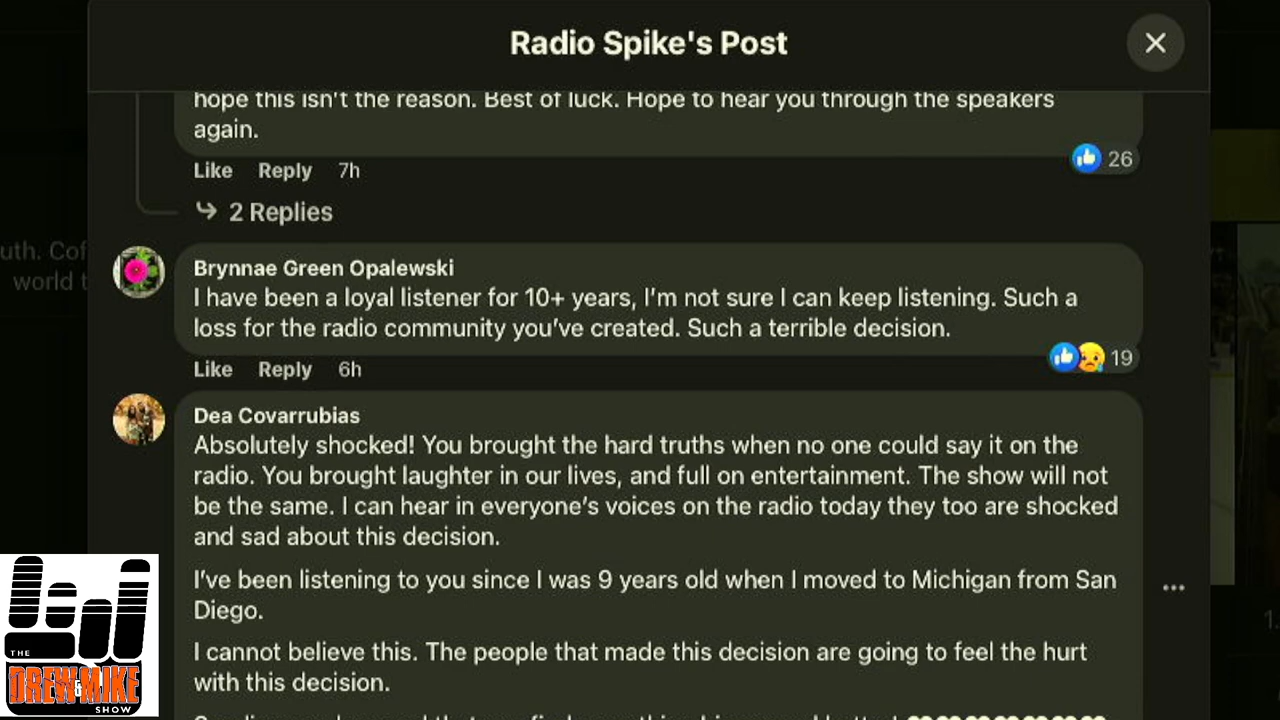 Radio Spike's Post
hope this isn't the reason. Best of luck. Hope to hear you through the speakers
again.
Like Reply 7h
26
2 Replies
uth. Cof
world t
Brynnae Green Opalewski
I have been a loyal listener for 10+ years, I'm not sure I can keep listening. Such a
loss for the radio community you've created. Such a terrible decision.
19
Like Reply 6h
Dea Covarrubias
Absolutely shocked! You brought the hard truths when no one could say it on the
radio. You brought laughter in our lives, and full on entertainment. The show will not
be the same. I can hear in everyone's voices on the radio today they too are shocked
and sad about this decision.
I've been listening to you since I was 9 years old when I moved to Michigan from San
Diego.
I cannot believe this. The people that made this decision are going to feel the hurt
with this decision.
THE
DREW & MIKE
SHOW